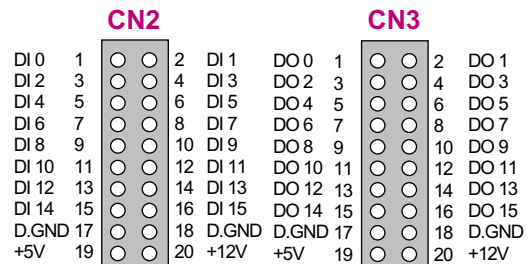 CN2 CN3
DI 0 1 2 DI 1 DO 0 1 2 DO 1
DI 2 3 4 DI 3 DO 2 3 4 DO 3
DI 4 5 6 DI 5 DO 4 5 6 DO 5
DI 6 7 8 DI 7 DO 6 7 8 DO 7
DI 8 9 10 DI 9 DO 8 9 10 DO 9
DI 10 11 12 DI 11 DO 10 11 12 DO 11
DI 12 13 14 DI 13 DO 12 13 14 DO 13
DI 14 15 16 DI 15 DO 14 15 16 DO 15
D.GND 17 18 D.GND D.GND 17 18 D.GND
+5V 19 20 +12V +5V 19 20 +12V